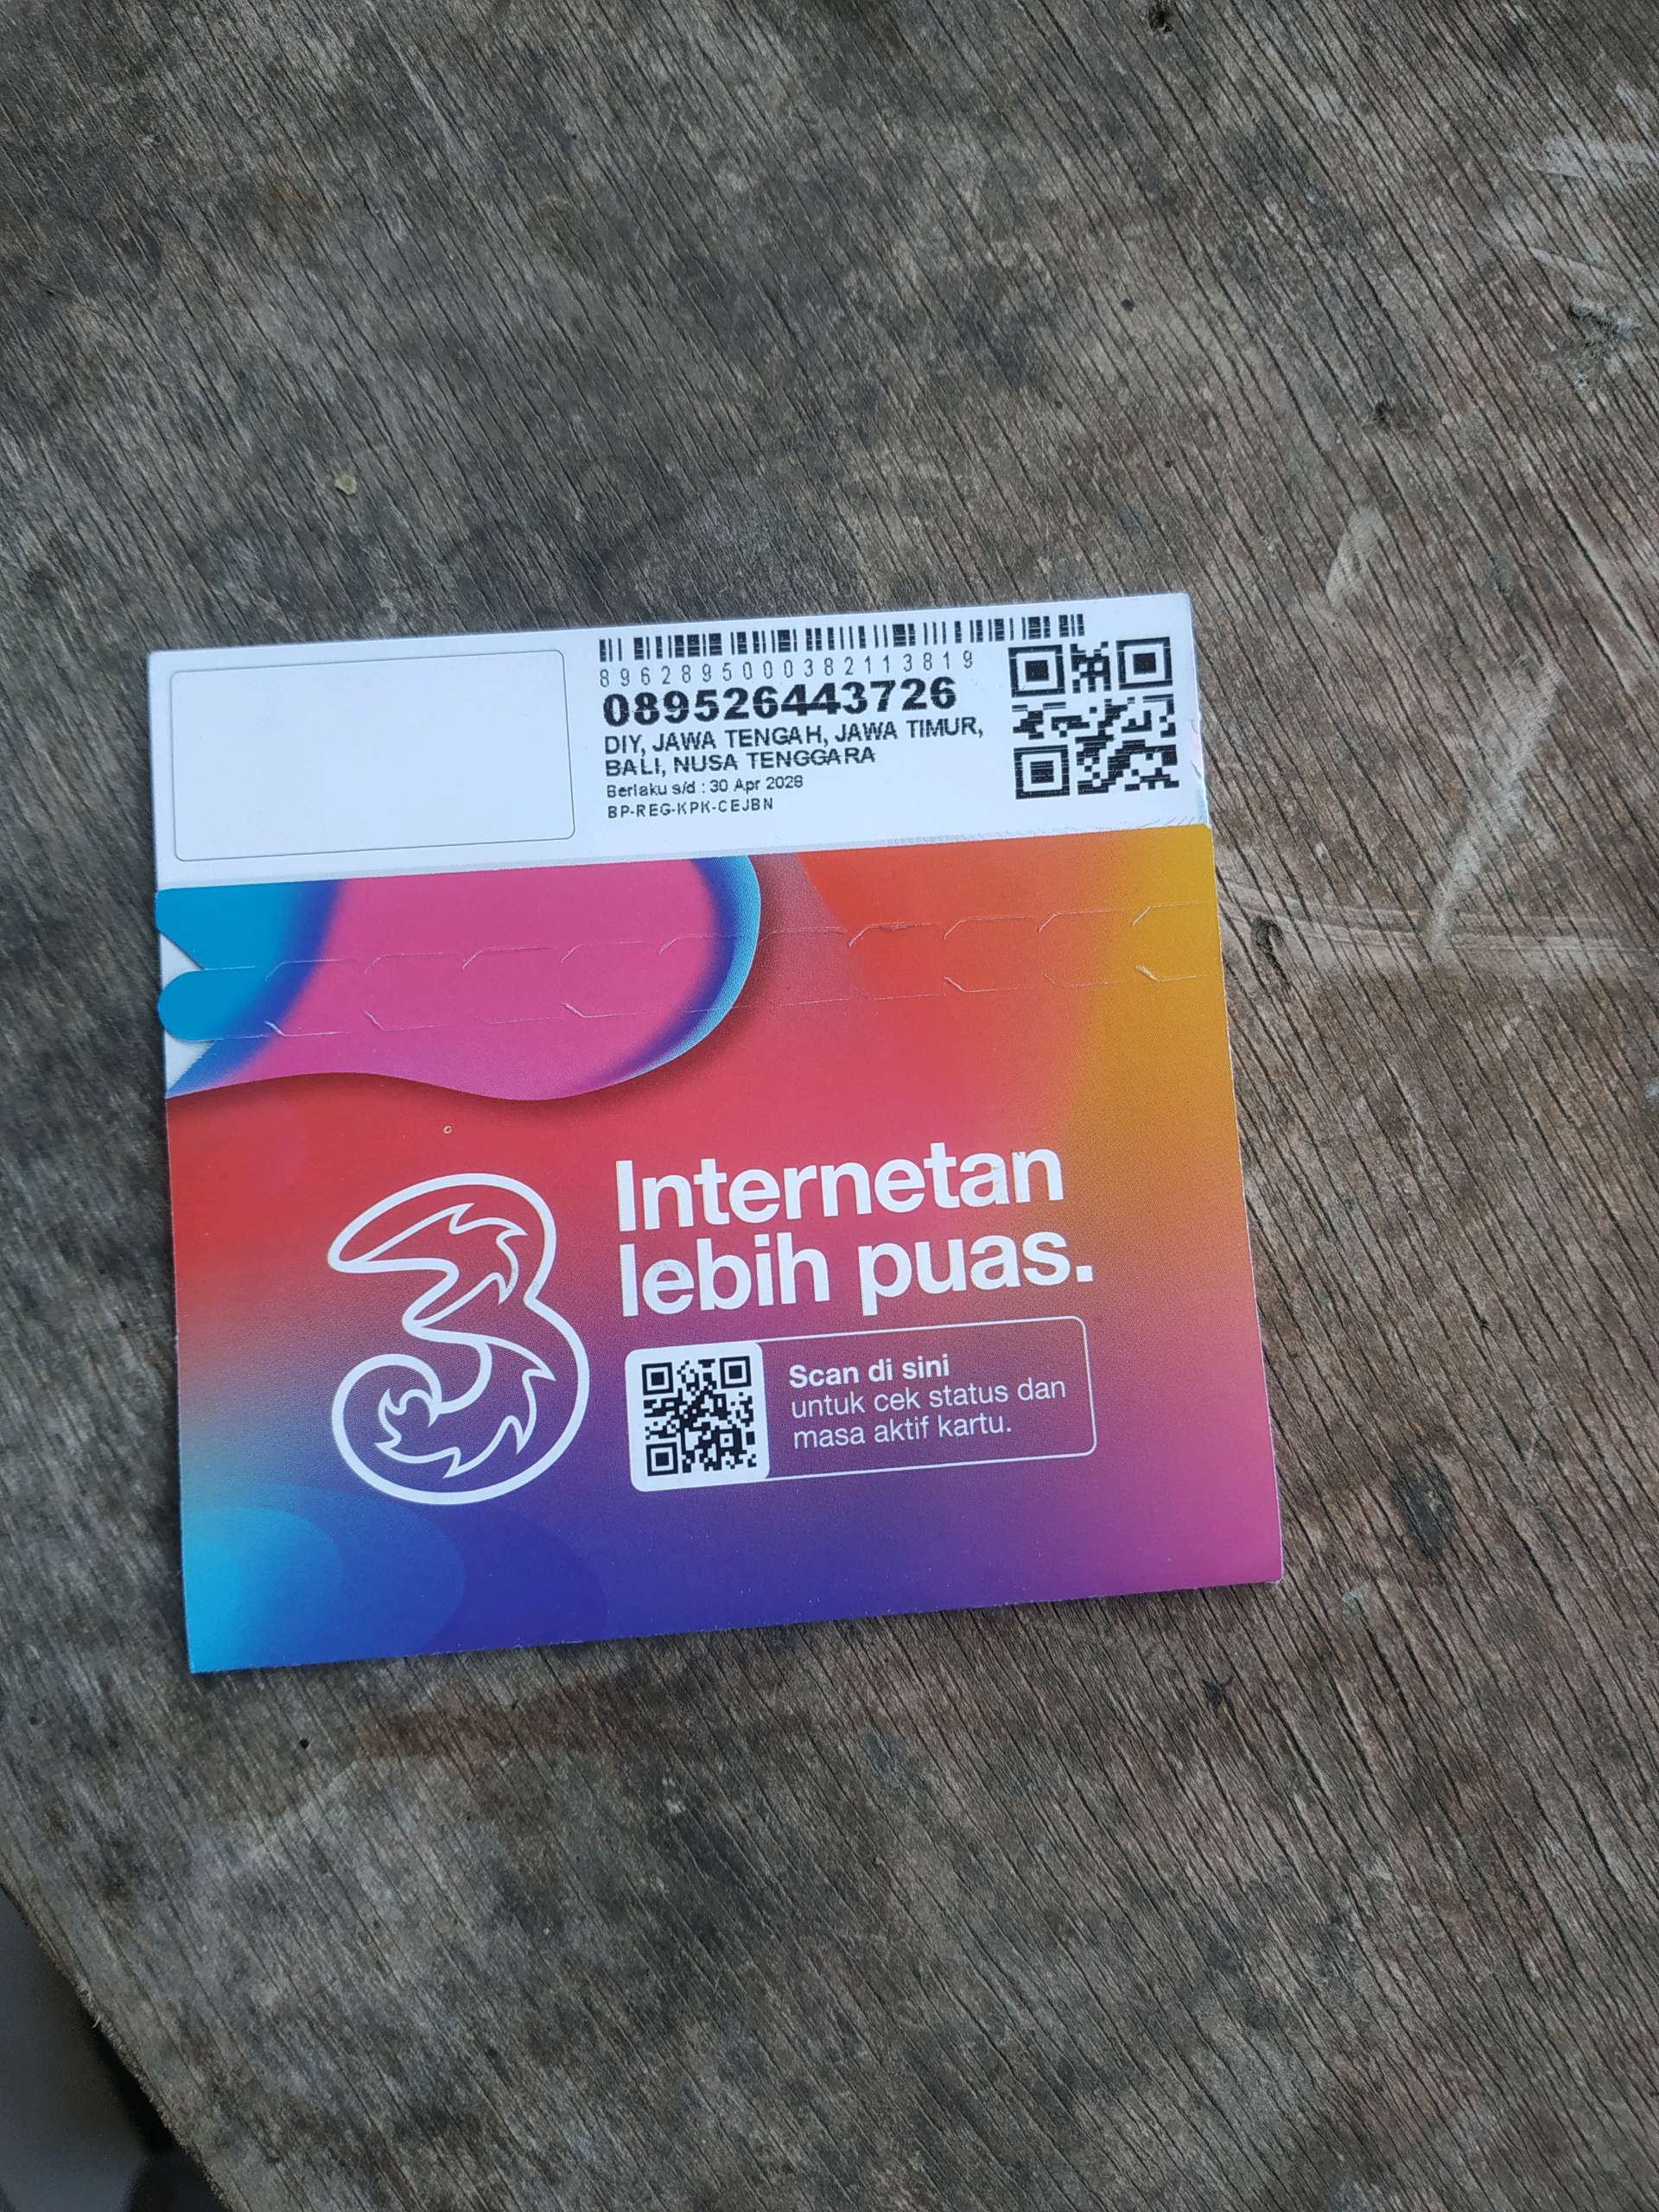 8962895000382113819
089526443726
DIY, JAWA TENGAH, JAWA TIMUR,
BALI, NUSA TENGGARA
Berlaku s/d : 30 Apr 2028
BP-REG-KPK-CEJBN
3
Internetan
lebih puas.
Scan di sini
untuk cek status dan
masa aktif kartu.